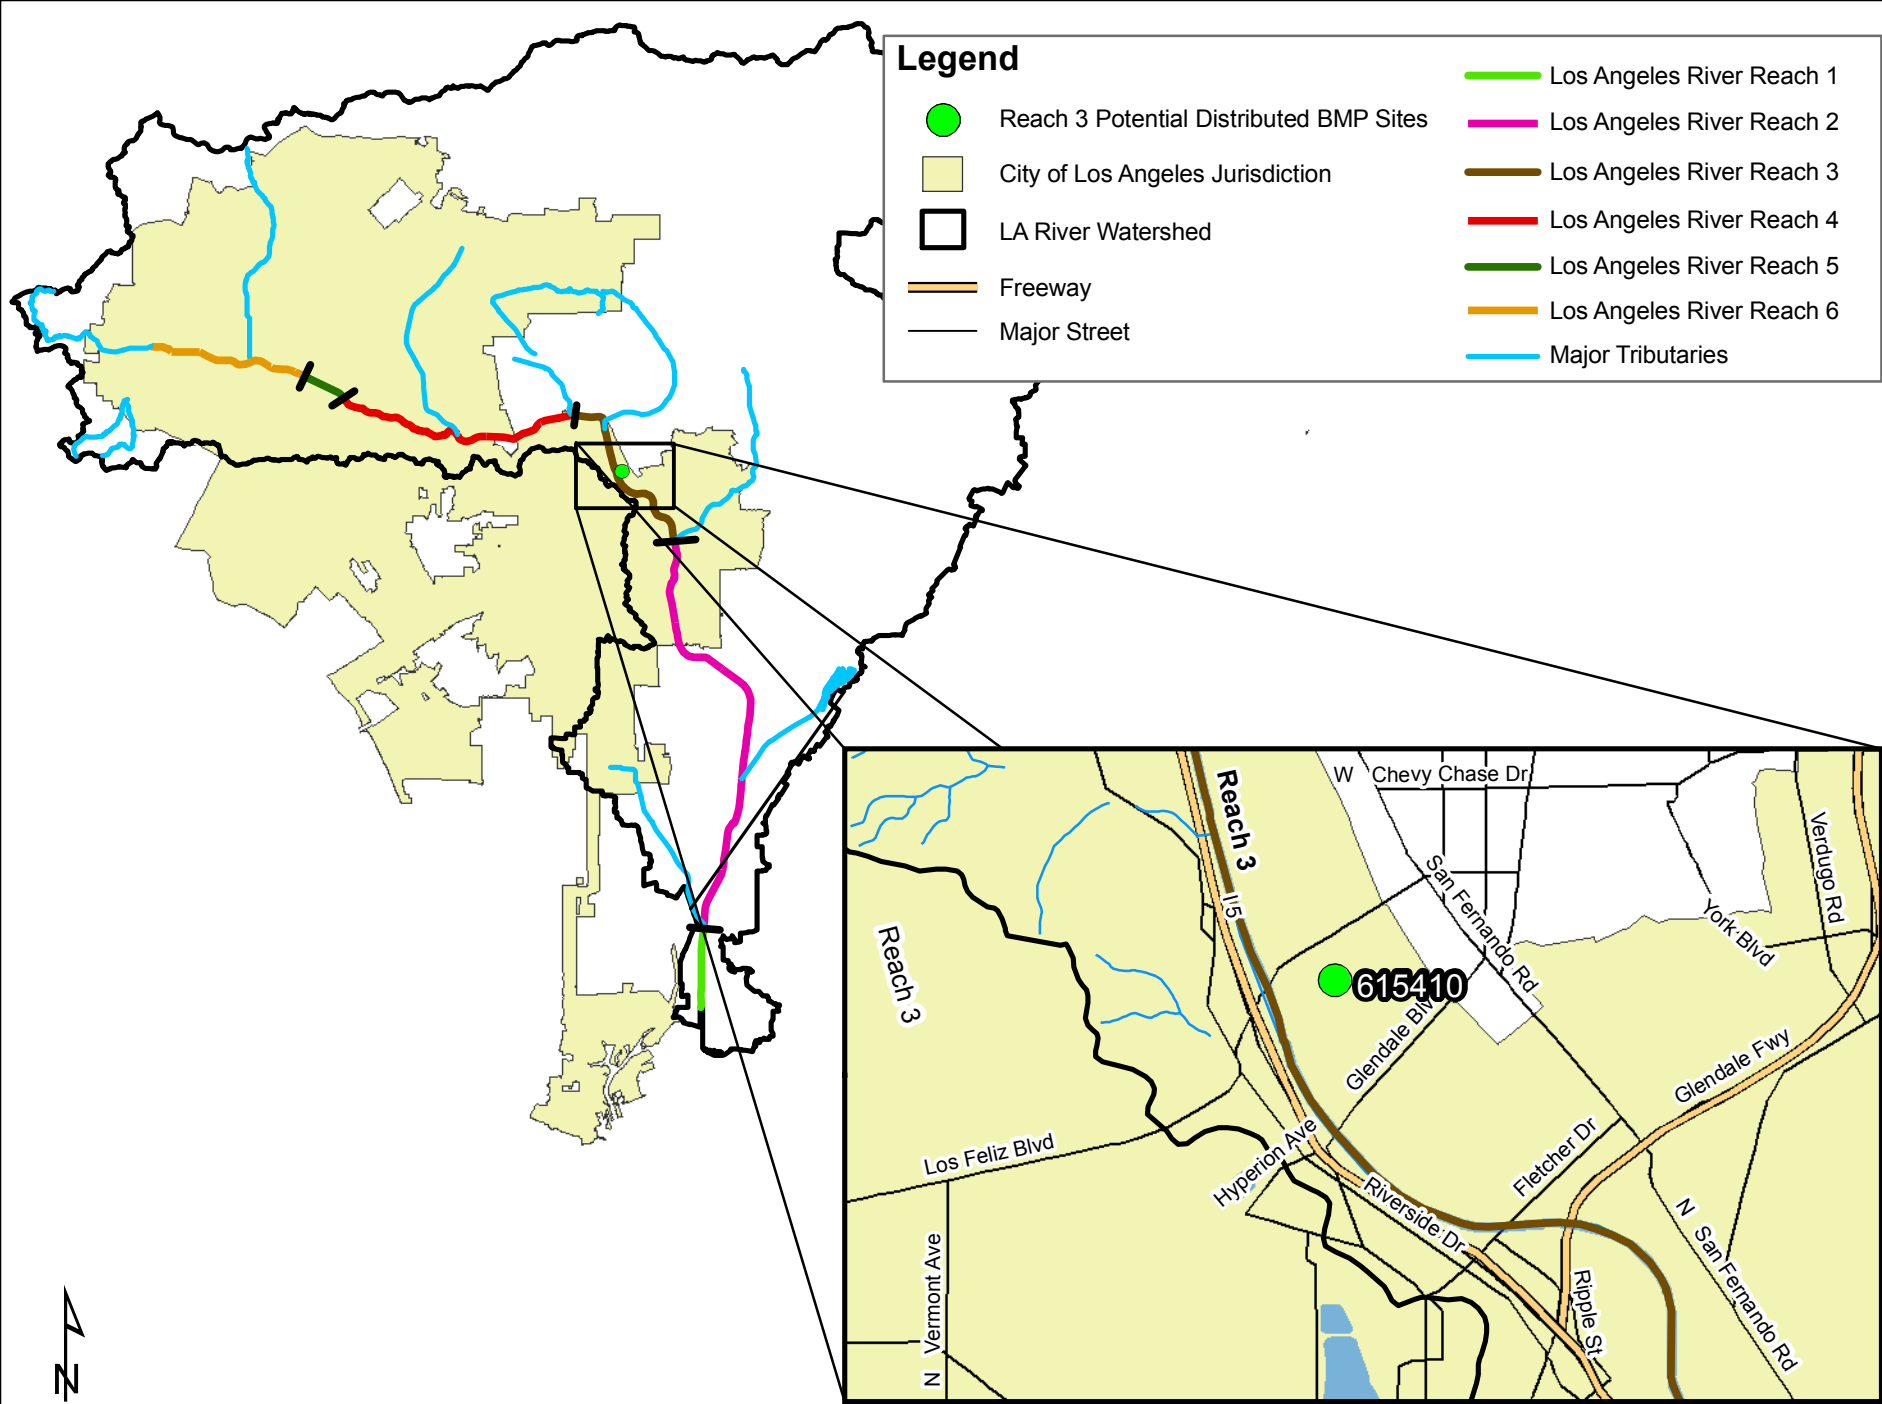 Legend
Reach 3 Potential Distributed BMP Sites
City of Los Angeles Jurisdiction
LA River Watershed
Freeway
Major Street
Los Angeles River Reach 1
Los Angeles River Reach 2
Los Angeles River Reach 3
Los Angeles River Reach 4
Los Angeles River Reach 5
Los Angeles River Reach 6
Major Tributaries
W Chevy Chase Dr
Reach 3
Verdugo Rd
San Fernando Rd
I 5
York Blvd
Reach 3
615410
Glendale Blv
Glendale Fwy
Hyperion Ave
Fletcher Dr
Los Feliz Blvd
Riverside Dr
N San Fernando Rd
N Vermont Ave
Ripple St
N